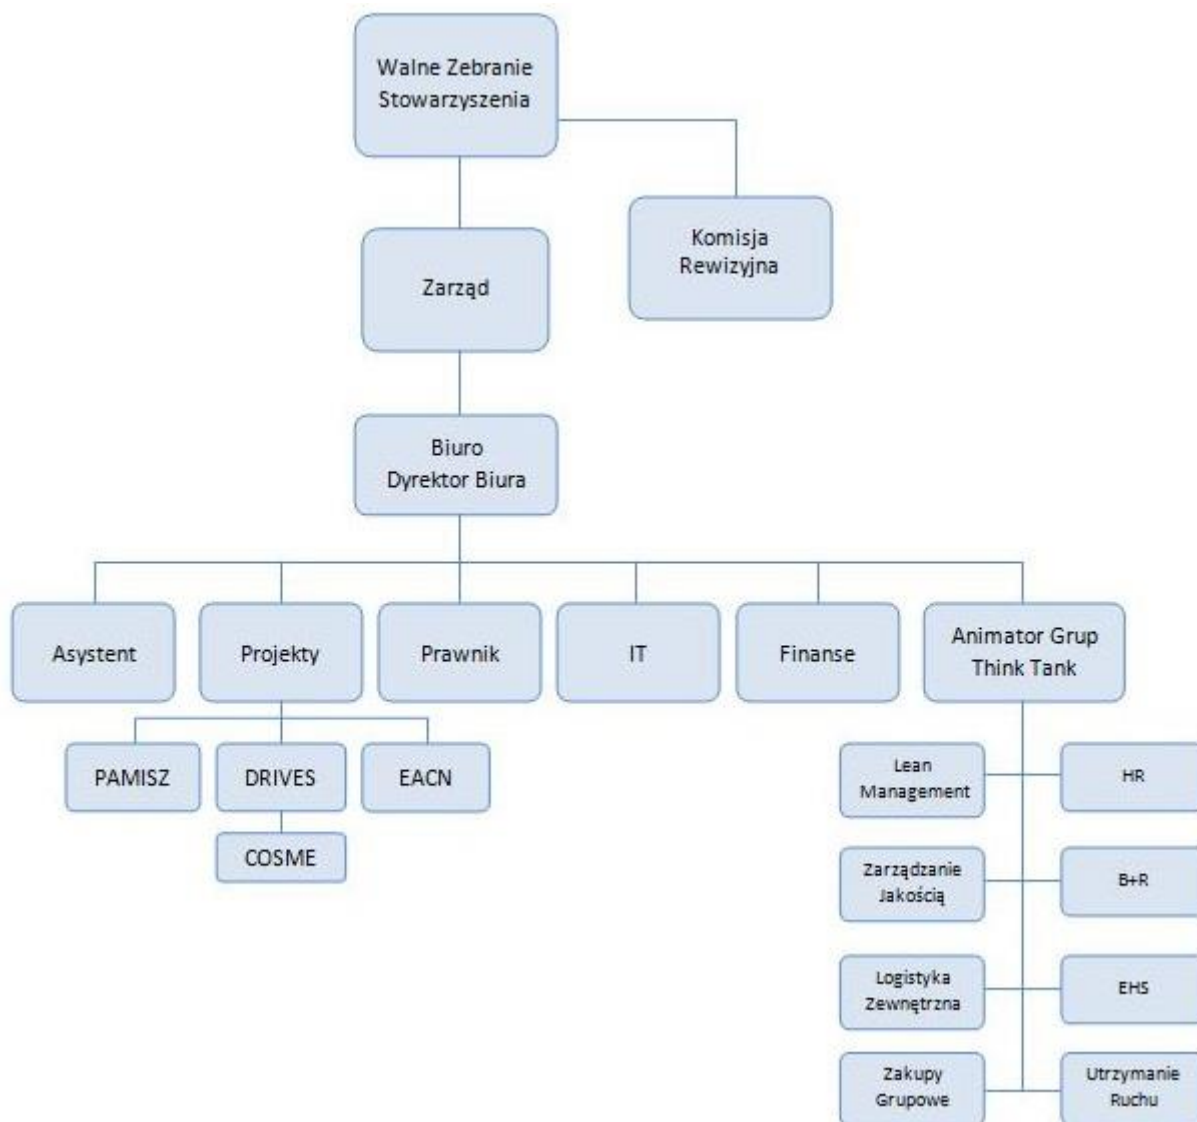 Walne Zebranie
Stowarzyszenia
Komisja
Rewizyjna
Zarząd
Biuro
Dyrektor Biura
Asystent
Projekty
Prawnik
IT
Finanse
Animator Grup
Think Tank
PAMISZ
DRIVES
EACN
COSME
Lean
Management
HR
Zarządzanie
Jakością
B+R
Logistyka
Zewnętrzna
EHS
Zakupy
Grupowe
Utrzymanie
Ruchu